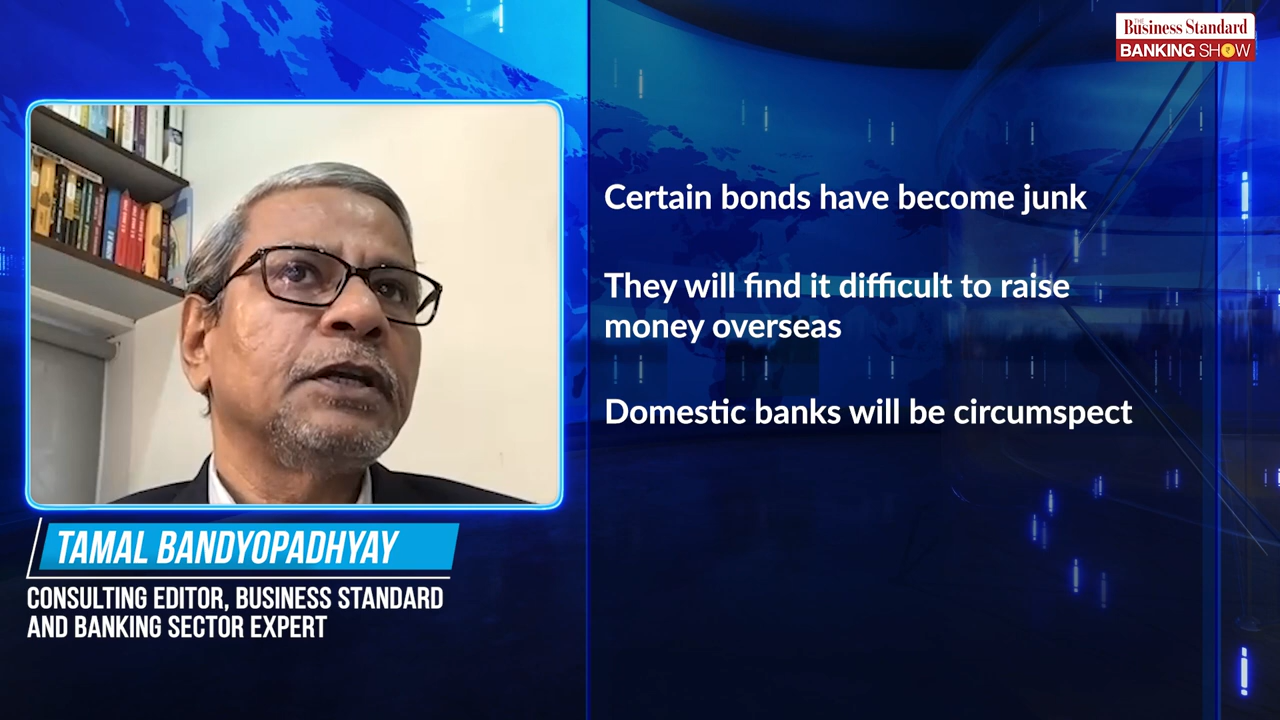 THE
Business Standard
BANKING SHOW
Certain bonds have become junk
They will find it difficult to raise
money overseas
Domestic banks will be circumspect
TAMAL BANDYOPADHYAY
CONSULTING EDITOR, BUSINESS STANDARD
AND BANKING SECTOR EXPERT